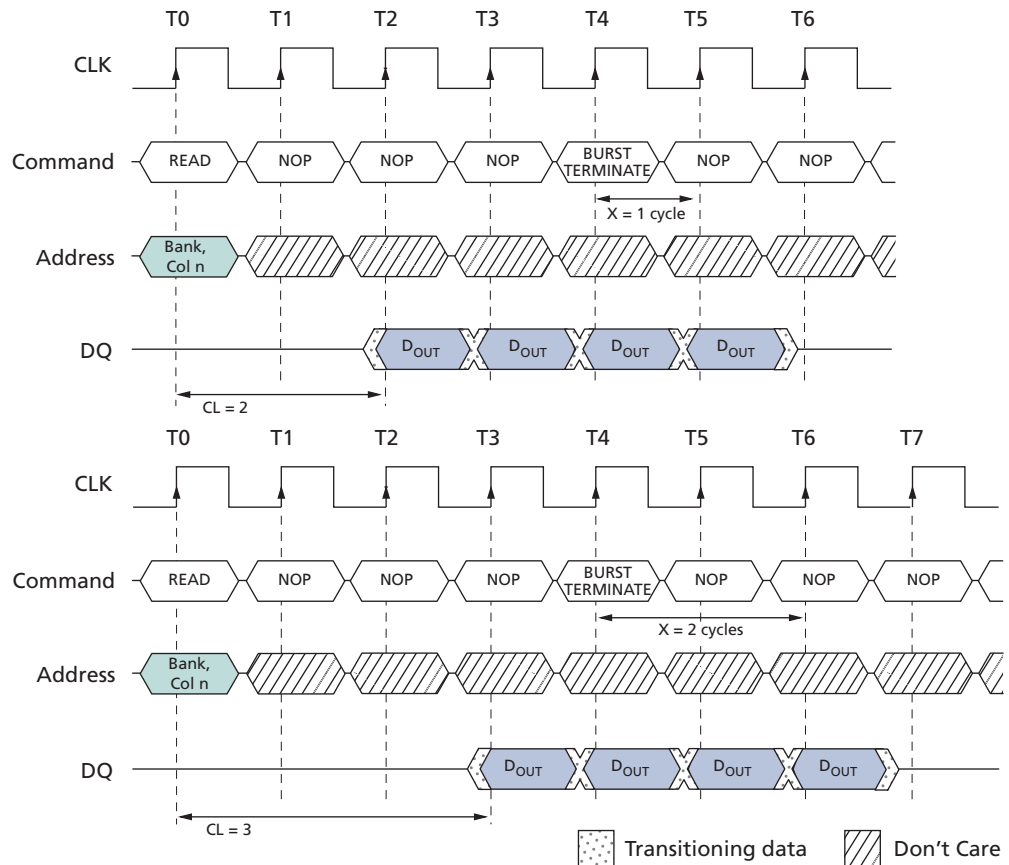 T0 T1 T2 T3 T4 T5 T6
CLK
Command READ NOP NOP NOP BURST TERMINATE NOP NOP
X = 1 cycle
Address Bank, Col n
DQ DOUT DOUT DOUT DOUT
CL = 2
T0 T1 T2 T3 T4 T5 T6 T7
CLK
Command READ NOP NOP NOP BURST TERMINATE NOP NOP NOP
X = 2 cycles
Address Bank, Col n
DQ DOUT DOUT DOUT DOUT
CL = 3
Transitioning data Don't Care